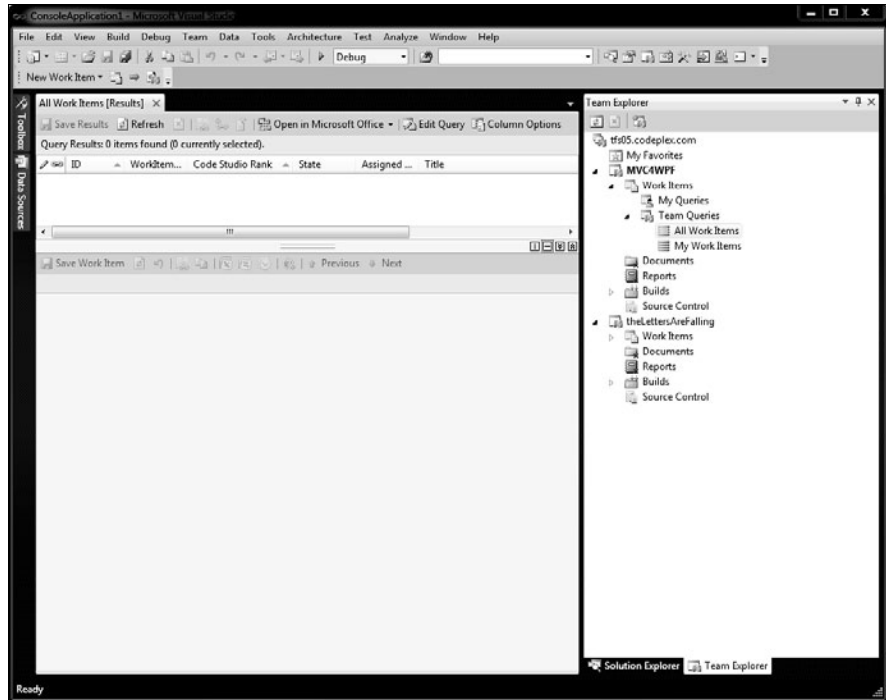 ConsoleApplication1 - Microsoft Visual Studio
File Edit View Build Debug Team Data Tools Architecture Test Analyze Window Help
Debug
New Work Item
All Work Items [Results]
Save Results Refresh Open in Microsoft Office Edit Query Column Options
Query Results: 0 items found (0 currently selected).
ID WorkItem... Code Studio Rank State Assigned ... Title
Save Work Item Previous Next
Toolbox
Data Sources
Team Explorer
tfs05.codeplex.com
My Favorites
MVC4WPF
Work Items
My Queries
Team Queries
All Work Items
My Work Items
Documents
Reports
Builds
Source Control
theLettersAreFalling
Work Items
Documents
Reports
Builds
Source Control
Solution Explorer Team Explorer
Ready